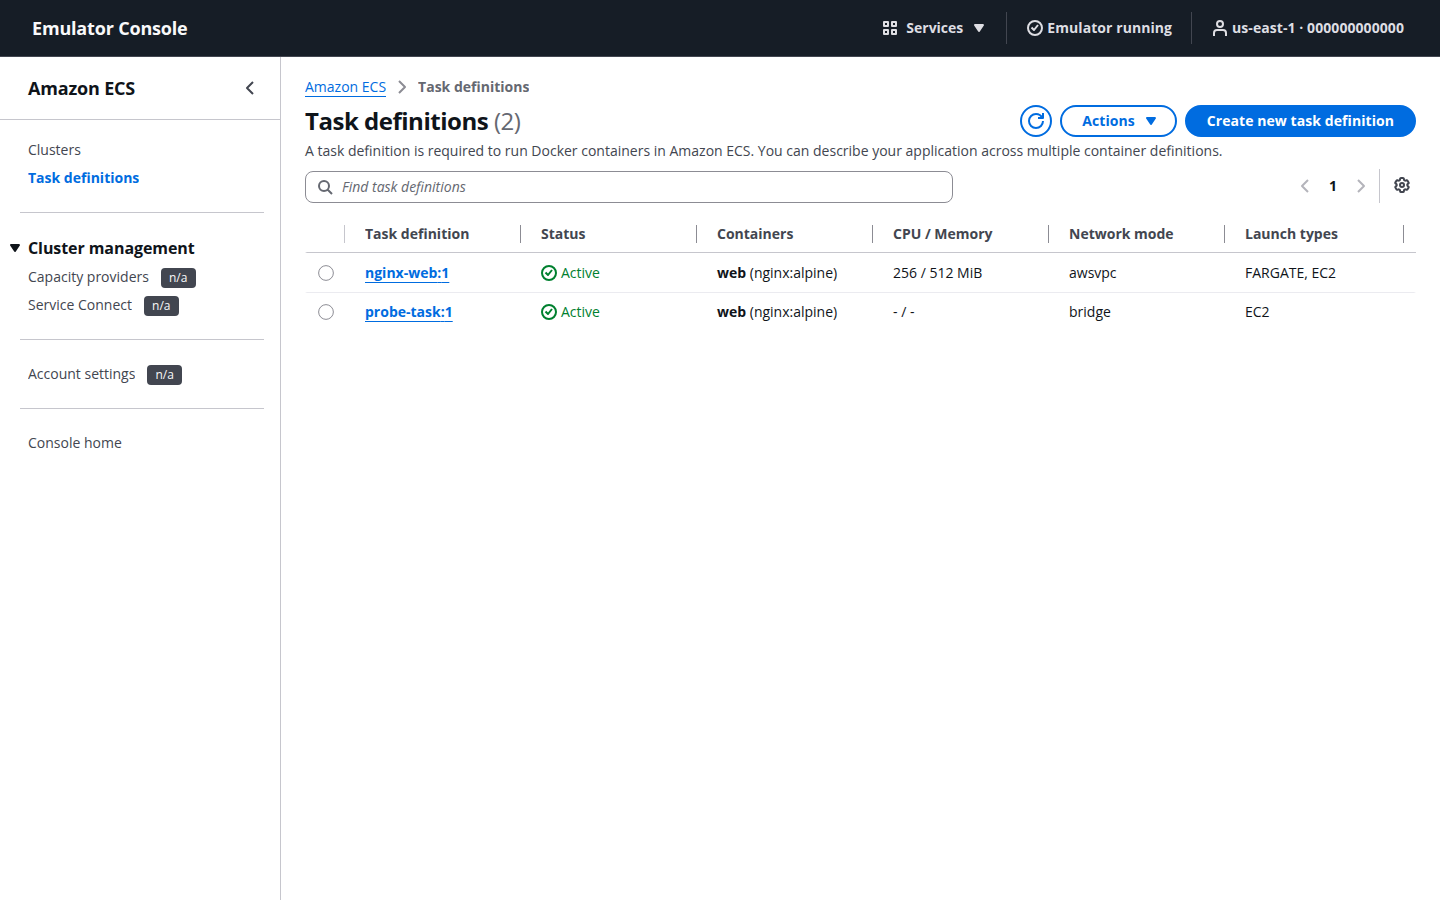 Emulator Console
Services
Emulator running
us-east-1 · 000000000000
Amazon ECS
Clusters
Task definitions
Cluster management
Capacity providers n/a
Service Connect n/a
Account settings n/a
Console home
Amazon ECS > Task definitions
Task definitions (2)
Actions
Create new task definition
A task definition is required to run Docker containers in Amazon ECS. You can describe your application across multiple container definitions.
Find task definitions
1
Task definition Status Containers CPU / Memory Network mode Launch types
nginx-web:1 Active web (nginx:alpine) 256 / 512 MiB awsvpc FARGATE, EC2
probe-task:1 Active web (nginx:alpine) - / - bridge EC2